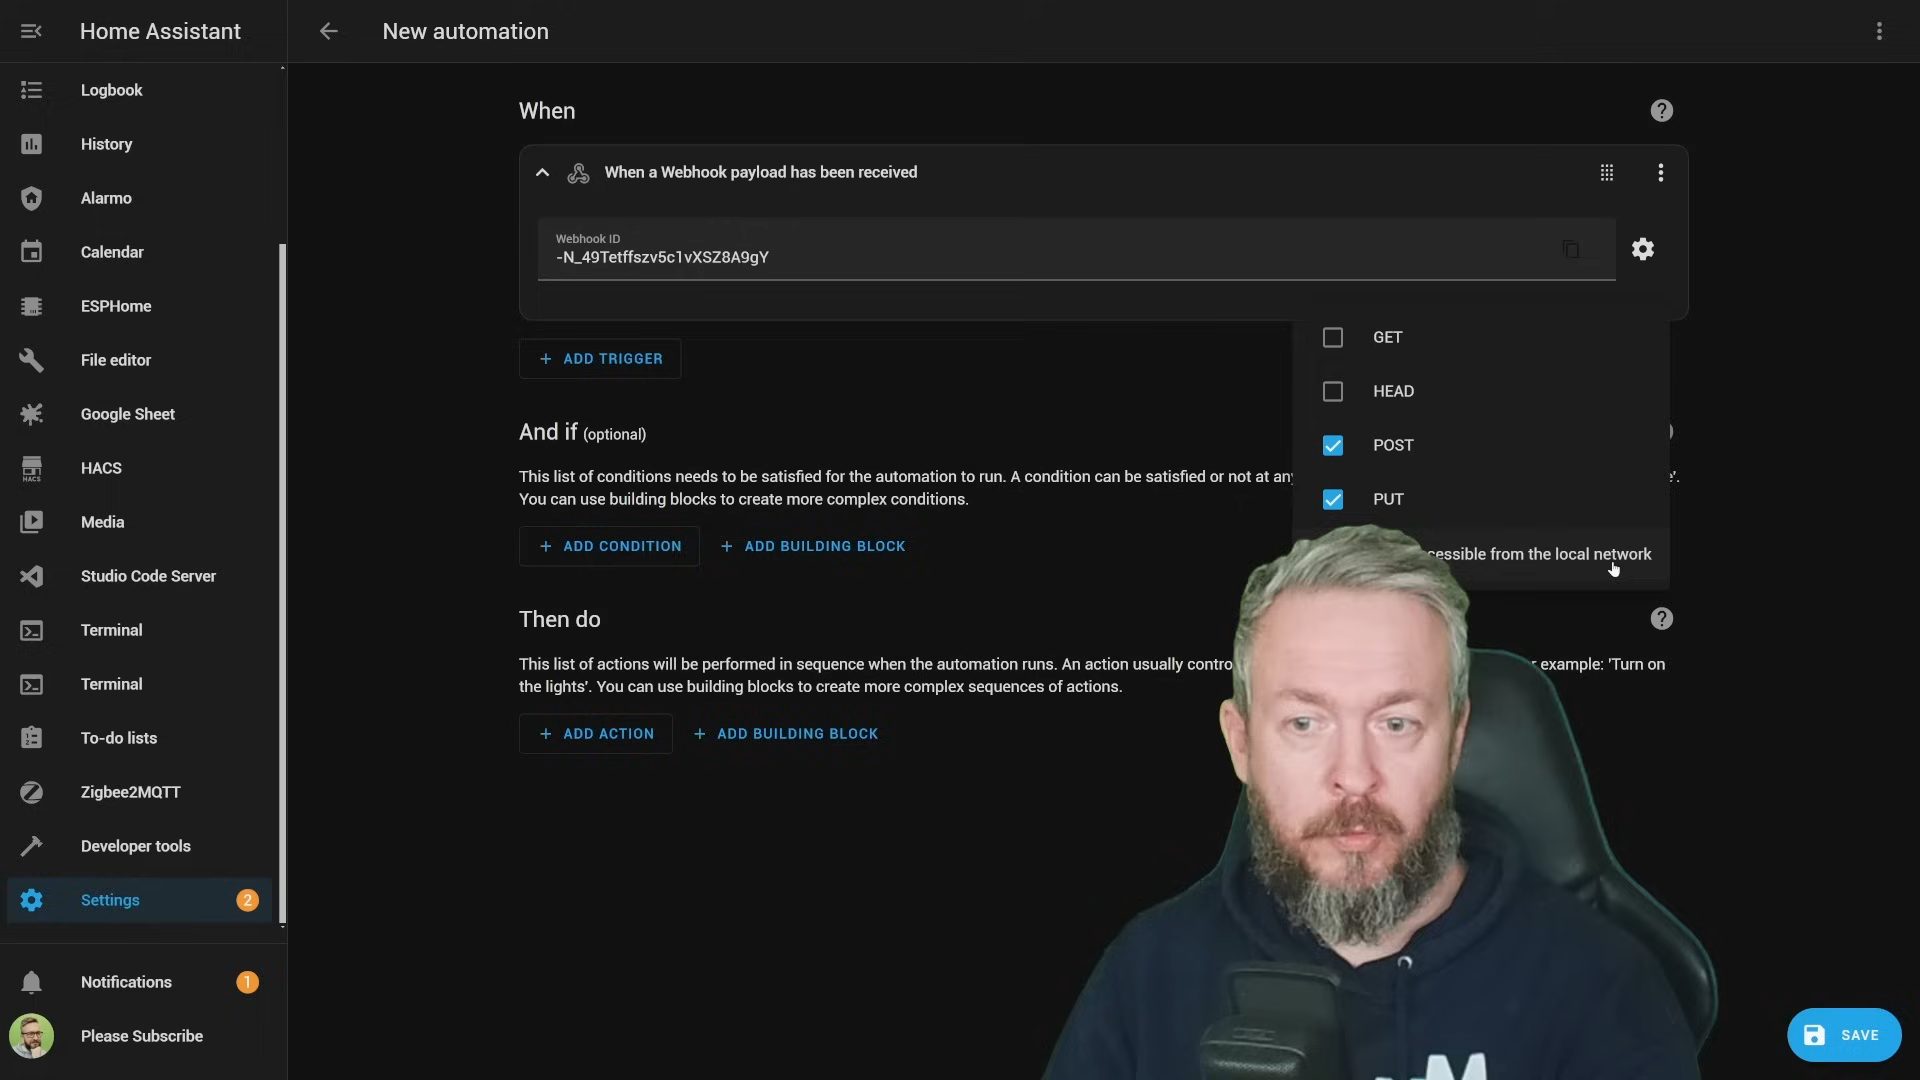 Home Assistant
New automation
Logbook
History
Alarmo
Calendar
ESPHome
File editor
Google Sheet
HACS
HACS
Media
Studio Code Server
Terminal
Terminal
To-do lists
Zigbee2MQTT
Developer tools
Settings 2
Notifications 1
Please Subscribe
When
When a Webhook payload has been received
Webhook ID
-N_49Tetffszv5c1vXSZ8A9gY
GET
HEAD
POST
PUT
cessible from the local network
+ ADD TRIGGER
And if (optional)
This list of conditions needs to be satisfied for the automation to run. A condition can be satisfied or not at any
You can use building blocks to create more complex conditions.
+ ADD CONDITION + ADD BUILDING BLOCK
Then do
This list of actions will be performed in sequence when the automation runs. An action usually contro example: 'Turn on
the lights'. You can use building blocks to create more complex sequences of actions.
+ ADD ACTION + ADD BUILDING BLOCK
SAVE